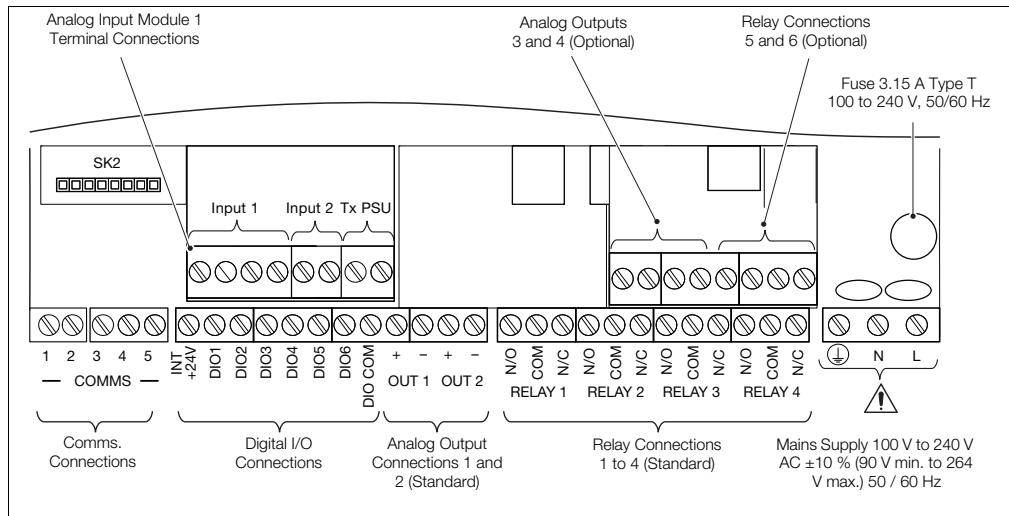 Analog Input Module 1
Terminal Connections
Analog Outputs
3 and 4 (Optional)
Relay Connections
5 and 6 (Optional)
Fuse 3.15 A Type T
100 to 240 V, 50/60 Hz
SK2
Input 1
Input 2
Tx PSU
1
2
3
4
5
COMMS
INT
+24V
DIO1
DIO2
DIO3
DIO4
DIO5
DIO6
DIO COM
+
–
+
–
OUT 1
OUT 2
N/O
COM
N/C
N/O
COM
N/C
N/O
COM
N/C
N/O
COM
N/C
RELAY 1
RELAY 2
RELAY 3
RELAY 4
N
L
Comms.
Connections
Digital I/O
Connections
Analog Output
Connections 1 and
2 (Standard)
Relay Connections
1 to 4 (Standard)
Mains Supply 100 V to 240 V
AC ±10 % (90 V min. to 264
V max.) 50 / 60 Hz